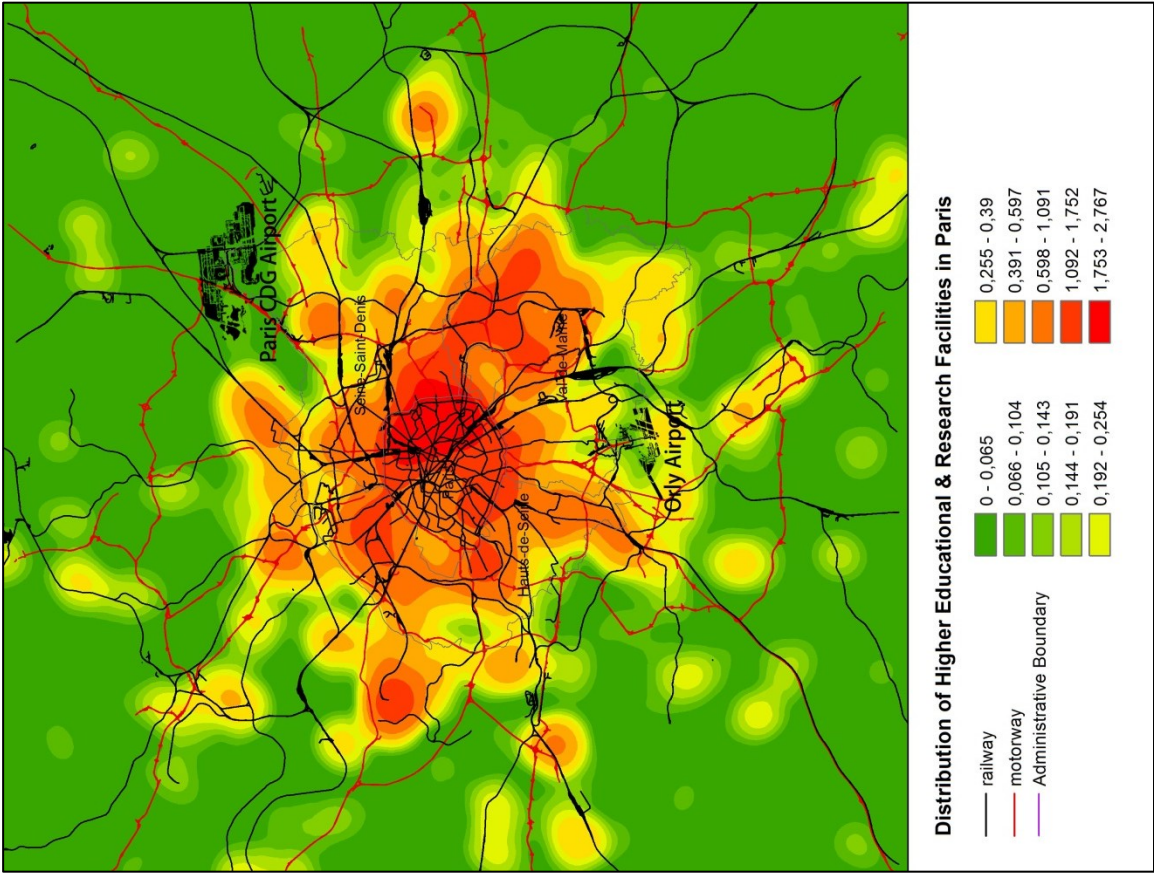 Paris CDG Airport
Seine-Saint-Denis
Paris
Val-de-Marne
Hauts-de-Seine
Orly Airport
Distribution of Higher Educational & Research Facilities in Paris
railway
motorway
Administrative Boundary
0 - 0,065
0,066 - 0,104
0,105 - 0,143
0,144 - 0,191
0,192 - 0,254
0,255 - 0,39
0,391 - 0,597
0,598 - 1,091
1,092 - 1,752
1,753 - 2,767